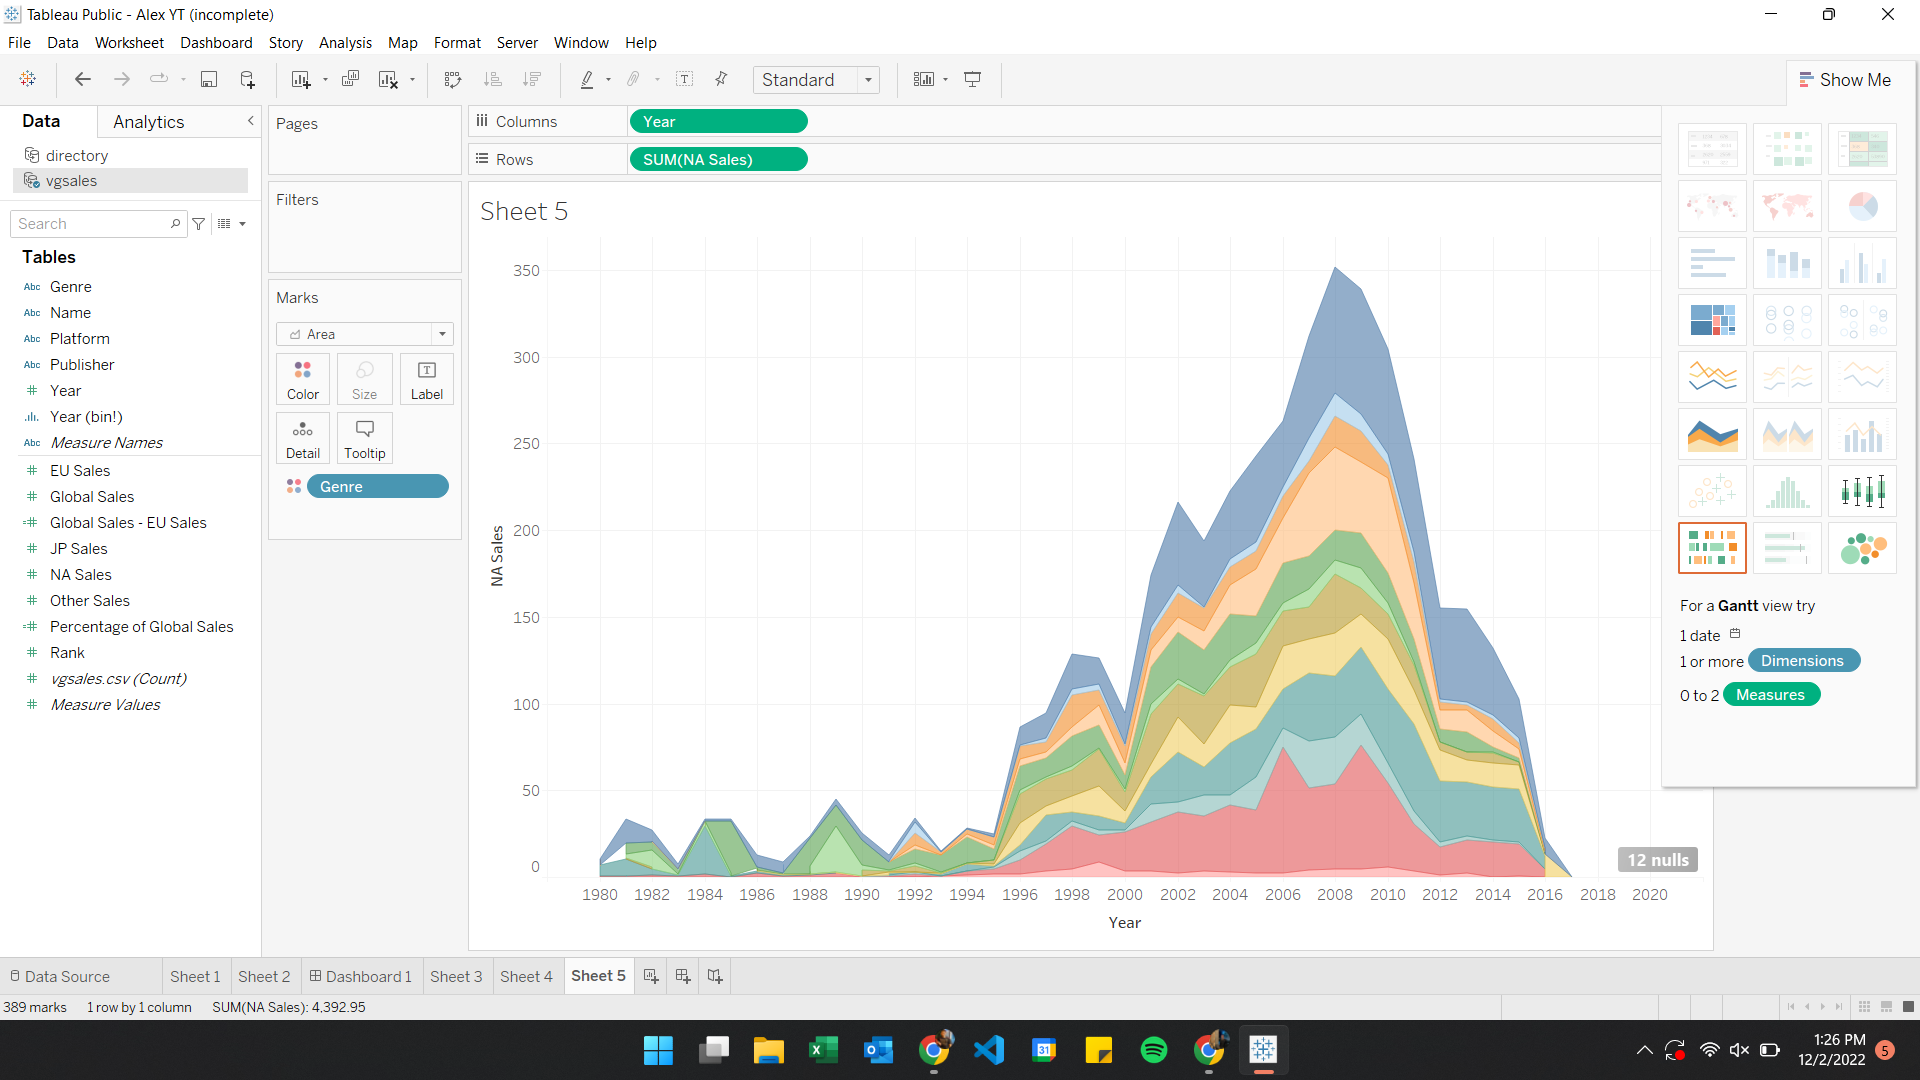 Tableau Public - Alex YT (incomplete)
File Data Worksheet Dashboard Story Analysis Map Format Server Window Help
Standard
Show Me
Data
Analytics
directory
vgsales
Search
Tables
Abc Genre
Abc Name
Abc Platform
Abc Publisher
# Year
Year (bin!)
Abc Measure Names
# EU Sales
# Global Sales
=# Global Sales - EU Sales
# JP Sales
# NA Sales
# Other Sales
=# Percentage of Global Sales
# Rank
# vgsales.csv (Count)
# Measure Values
Pages
Filters
Marks
Area
Color
Size
Label
Detail
Tooltip
Genre
Columns
Year
Rows
SUM(NA Sales)
Sheet 5
350
300
250
200
150
100
50
0
NA Sales
1980 1982 1984 1986 1988 1990 1992 1994 1996 1998 2000 2002 2004 2006 2008 2010 2012 2014 2016 2018 2020
Year
12 nulls
For a Gantt view try
1 date
1 or more Dimensions
0 to 2 Measures
Data Source
Sheet 1
Sheet 2
Dashboard 1
Sheet 3
Sheet 4
Sheet 5
389 marks 1 row by 1 column SUM(NA Sales): 4,392.95
31
1:26 PM
12/2/2022
5